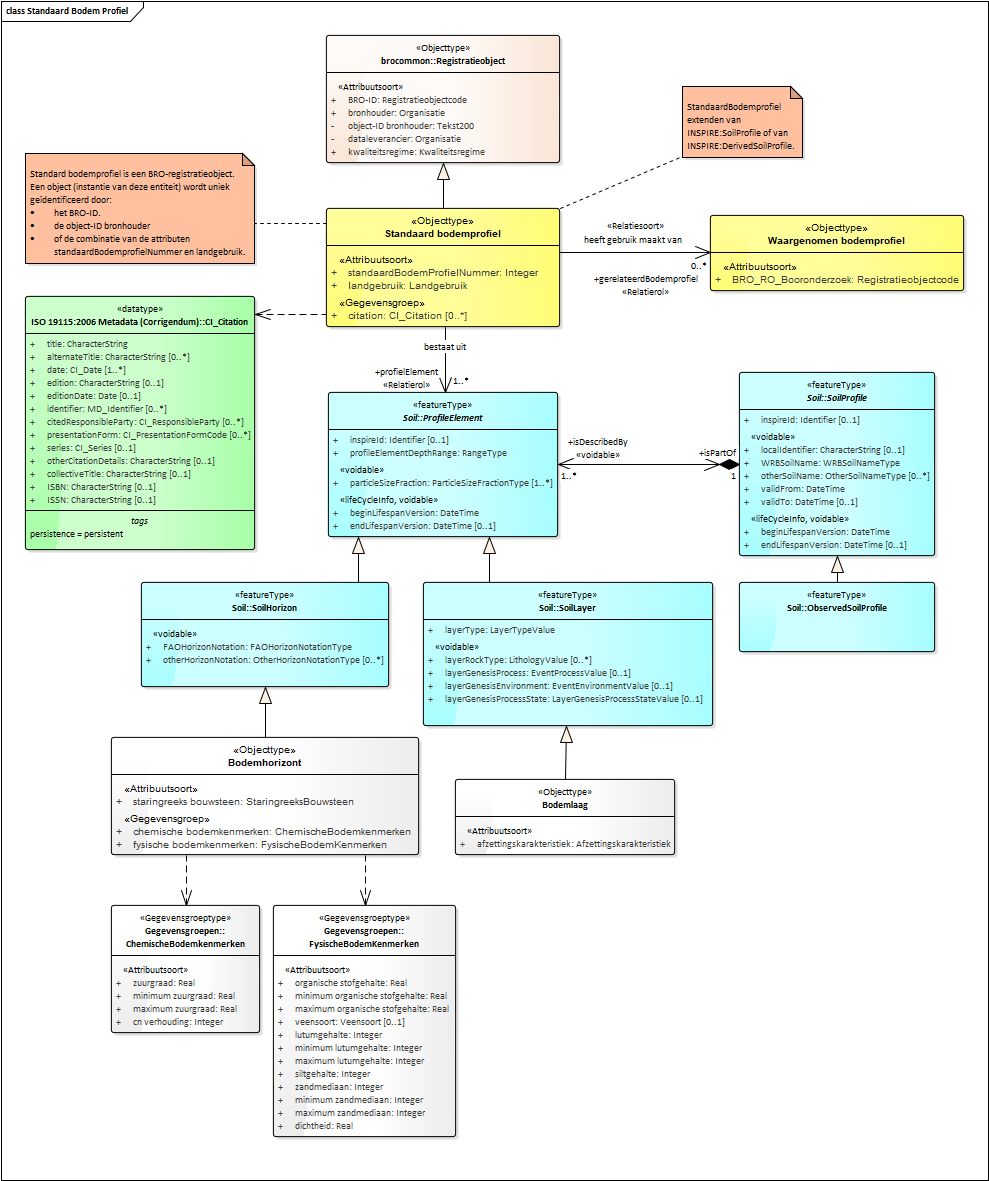 class Standaard Bodem Profiel
«Objecttype»
brocommon::Registratieobject
«Attribuutsoort»
+ BRO-ID: Registratieobjectcode
+ bronhouder: Organisatie
- object-ID bronhouder: Tekst200
- dataleverancier: Organisatie
+ kwaliteitsregime: Kwaliteitsregime
StandaardBodemprofiel
extenden van
INSPIRE:SoilProfile of van
INSPIRE:DerivedSoilProfile.
Standard bodemprofiel is een BRO-registratieobject.
Een object (instantie van deze entiteit) wordt uniek
geïdentificeerd door:
• het BRO-ID.
• de object-ID bronhouder
• of de combinatie van de attributen
standaardBodemprofielNummer en landgebruik.
«Objecttype»
Standaard bodemprofiel
«Attribuutsoort»
+ standaardBodemProfielNummer: Integer
+ landgebruik: Landgebruik
«Gegevensgroep»
+ citation: CI_Citation [0..*]
«Relatiesoort»
heeft gebruik maakt van
0..*
+gerelateerdBodemprofiel
«Relatierol»
«Objecttype»
Waargenomen bodemprofiel
«Attribuutsoort»
+ BRO_RO_Booronderzoek: Registratieobjectcode
«datatype»
ISO 19115:2006 Metadata (Corrigendum)::CI_Citation
+ title: CharacterString
+ alternateTitle: CharacterString [0..*]
+ date: CI_Date [1..*]
+ edition: CharacterString [0..1]
+ editionDate: Date [0..1]
+ identifier: MD_Identifier [0..*]
+ citedResponsibleParty: CI_ResponsibleParty [0..*]
+ presentationForm: CI_PresentationFormCode [0..*]
+ series: CI_Series [0..1]
+ otherCitationDetails: CharacterString [0..1]
+ collectiveTitle: CharacterString [0..1]
+ ISBN: CharacterString [0..1]
+ ISSN: CharacterString [0..1]
tags
persistence = persistent
bestaat uit
+profielElement
«Relatierol»
1..*
«featureType»
Soil::ProfileElement
+ inspireId: Identifier [0..1]
+ profileElementDepthRange: RangeType
«voidable»
+ particleSizeFraction: ParticleSizeFractionType [1..*]
«lifeCycleInfo, voidable»
+ beginLifespanVersion: DateTime
+ endLifespanVersion: DateTime [0..1]
+isDescribedBy
«voidable»
1..*
+isPartOf
1
«featureType»
Soil::SoilProfile
+ inspireId: Identifier [0..1]
«voidable»
+ localIdentifier: CharacterString [0..1]
+ WRBSoilName: WRBSoilNameType
+ otherSoilName: OtherSoilNameType [0..*]
+ validFrom: DateTime
+ validTo: DateTime [0..1]
«lifeCycleInfo, voidable»
+ beginLifespanVersion: DateTime
+ endLifespanVersion: DateTime [0..1]
«featureType»
Soil::SoilHorizon
«voidable»
+ FAOHorizonNotation: FAOHorizonNotationType
+ otherHorizonNotation: OtherHorizonNotationType [0..*]
«featureType»
Soil::SoilLayer
+ layerType: LayerTypeValue
«voidable»
+ layerRockType: LithologyValue [0..*]
+ layerGenesisProcess: EventProcessValue [0..1]
+ layerGenesisEnvironment: EventEnvironmentValue [0..1]
+ layerGenesisProcessState: LayerGenesisProcessStateValue [0..1]
«featureType»
Soil::ObservedSoilProfile
«Objecttype»
Bodemhorizont
«Attribuutsoort»
+ staringreeks bouwsteen: StaringreeksBouwsteen
«Gegevensgroep»
+ chemische bodemkenmerken: ChemischeBodemkenmerken
+ fysische bodemkenmerken: FysischeBodemKenmerken
«Objecttype»
Bodemlaag
«Attribuutsoort»
+ afzettingskarakteristiek: Afzettingskarakteristiek
«Gegevensgroeptype»
Gegevensgroepen::
ChemischeBodemkenmerken
«Attribuutsoort»
+ zuurgraad: Real
+ minimum zuurgraad: Real
+ maximum zuurgraad: Real
+ cn verhouding: Integer
«Gegevensgroeptype»
Gegevensgroepen::
FysischeBodemKenmerken
«Attribuutsoort»
+ organische stofgehalte: Real
+ minimum organische stofgehalte: Real
+ maximum organische stofgehalte: Real
+ veensoort: Veensoort [0..1]
+ lutumgehalte: Integer
+ minimum lutumgehalte: Integer
+ maximum lutumgehalte: Integer
+ siltgehalte: Integer
+ zandmediaan: Integer
+ minimum zandmediaan: Integer
+ maximum zandmediaan: Integer
+ dichtheid: Real